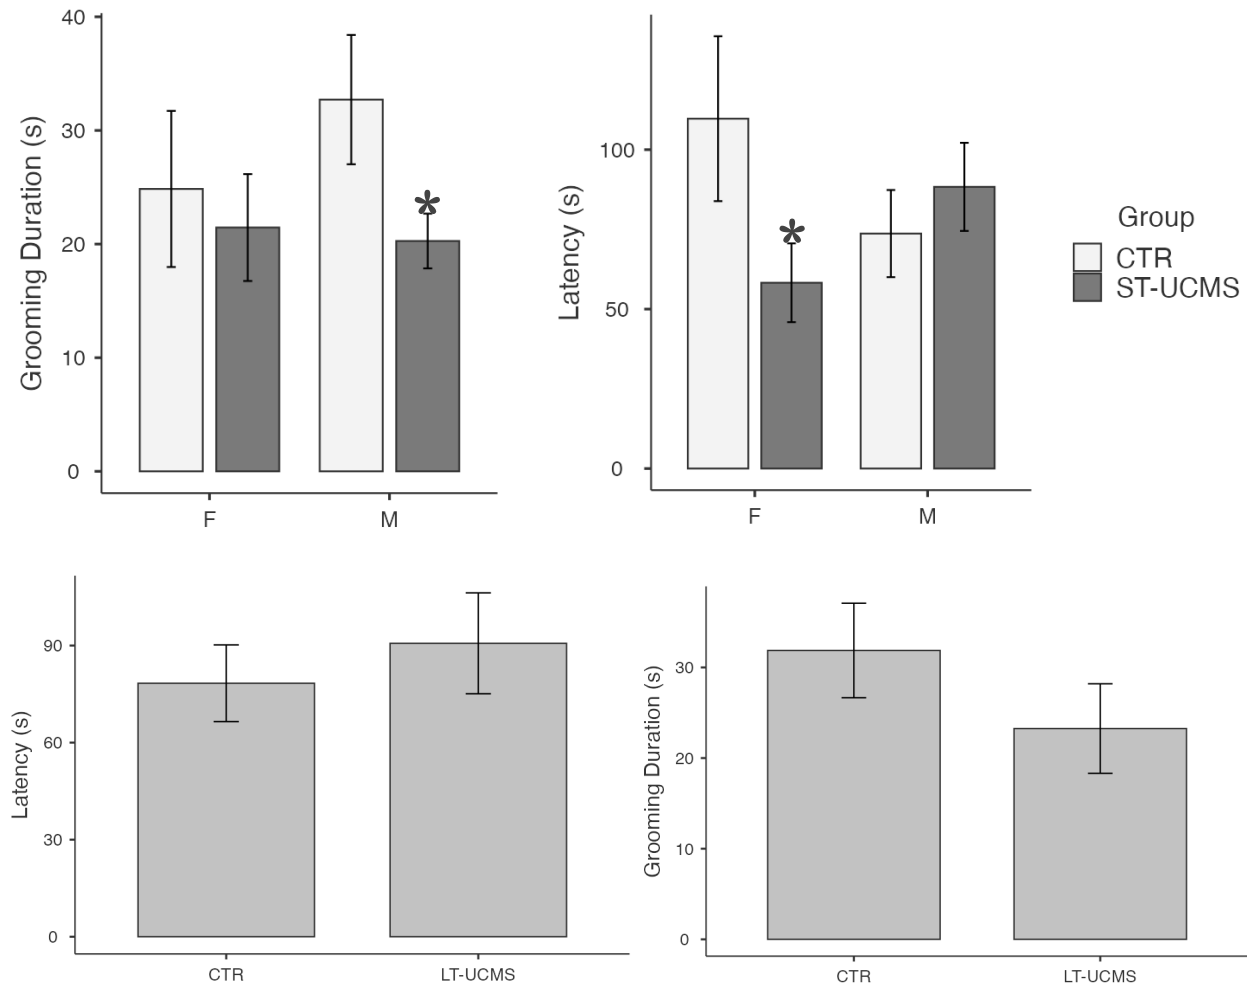 Grooming Duration (s)
40
30
20
10
0
*
F M
Latency (s)
100
50
0
*
F M
Group
CTR
ST-UCMS
Latency (s)
90
60
30
0
CTR LT-UCMS
Grooming Duration (s)
30
20
10
0
CTR LT-UCMS